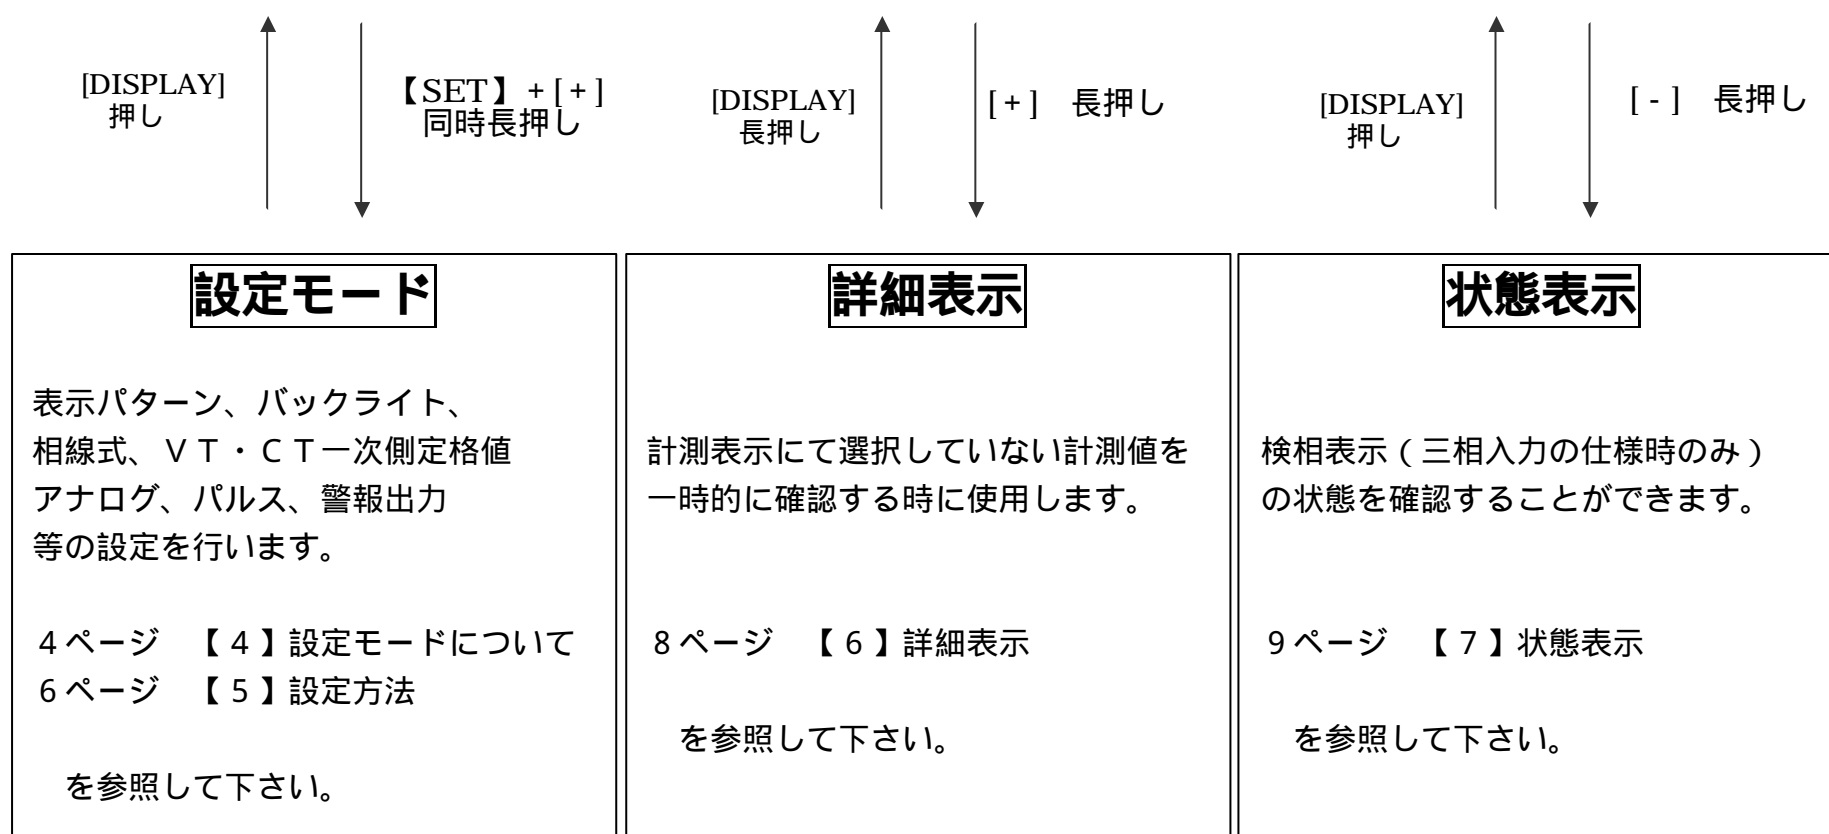 [DISPLAY]
押し
【SET】+[+]
同時長押し
[DISPLAY]
長押し
[+] 長押し
[DISPLAY]
押し
[-] 長押し
設定モード
表示パターン、バックライト、
相線式、VT・CT一次側定格値
アナログ、パルス、警報出力
等の設定を行います。
4ページ 【4】設定モードについて
6ページ 【5】設定方法
を参照して下さい。
詳細表示
計測表示にて選択していない計測値を
一時的に確認する時に使用します。
8ページ 【6】詳細表示
を参照して下さい。
状態表示
検相表示(三相入力の仕様時のみ)
の状態を確認することができます。
9ページ 【7】状態表示
を参照して下さい。